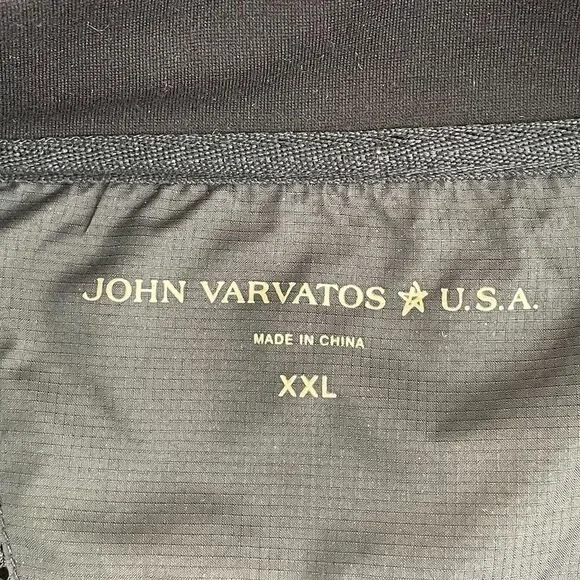 JOHN VARVATOS ☆ U.S.A.
MADE IN CHINA
XXL